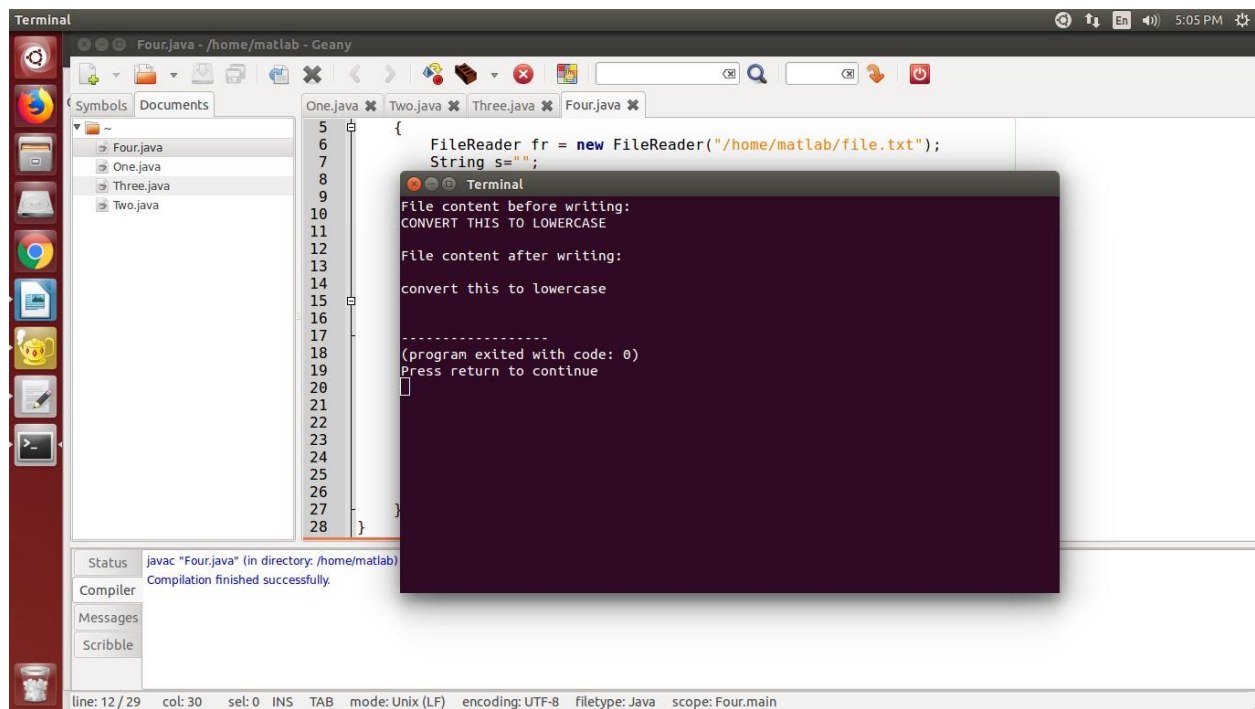 Terminal
En
5:05 PM
Four.java - /home/matlab - Geany
Symbols Documents
One.java Two.java Three.java Four.java
~
Four.java
One.java
Three.java
Two.java
5 {
6 FileReader fr = new FileReader("/home/matlab/file.txt");
7 String s="";
8
9
10
11
12
13
14
15
16
17
18
19
20
21
22
23
24
25
26
27 }
28 }
Terminal
File content before writing:
CONVERT THIS TO LOWERCASE
File content after writing:
convert this to lowercase
------------------
(program exited with code: 0)
Press return to continue
Status
Compiler
Messages
Scribble
javac "Four.java" (in directory: /home/matlab)
Compilation finished successfully.
line: 12 / 29 col: 30 sel: 0 INS TAB mode: Unix (LF) encoding: UTF-8 filetype: Java scope: Four.main